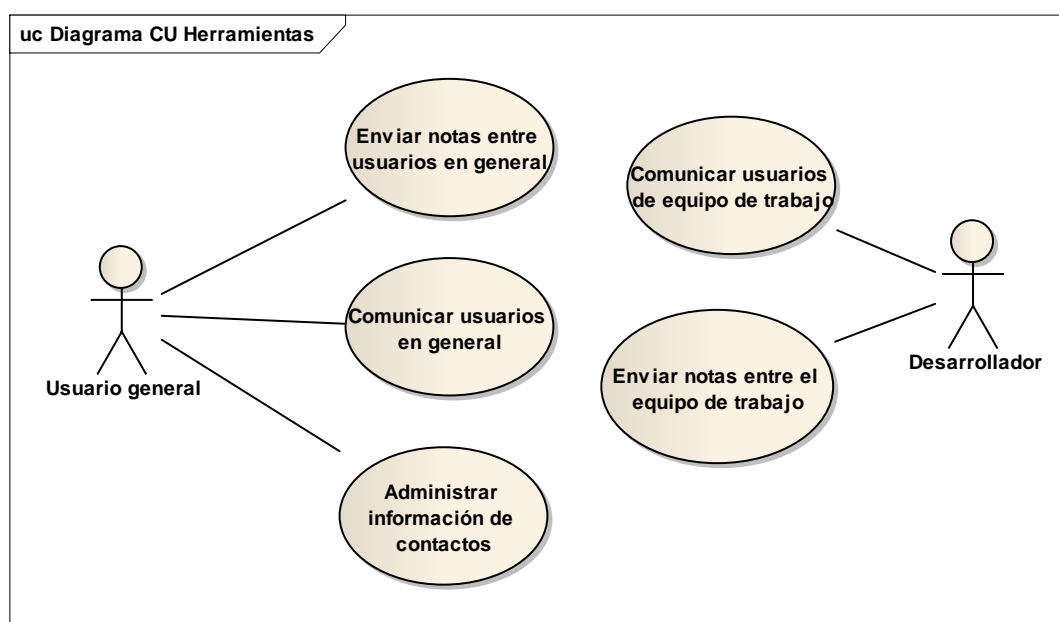 uc Diagrama CU Herramientas
Enviar notas entre
usuarios en general
Comunicar usuarios
en general
Administrar
información de
contactos
Usuario general
Comunicar usuarios
de equipo de trabajo
Enviar notas entre el
equipo de trabajo
Desarrollador